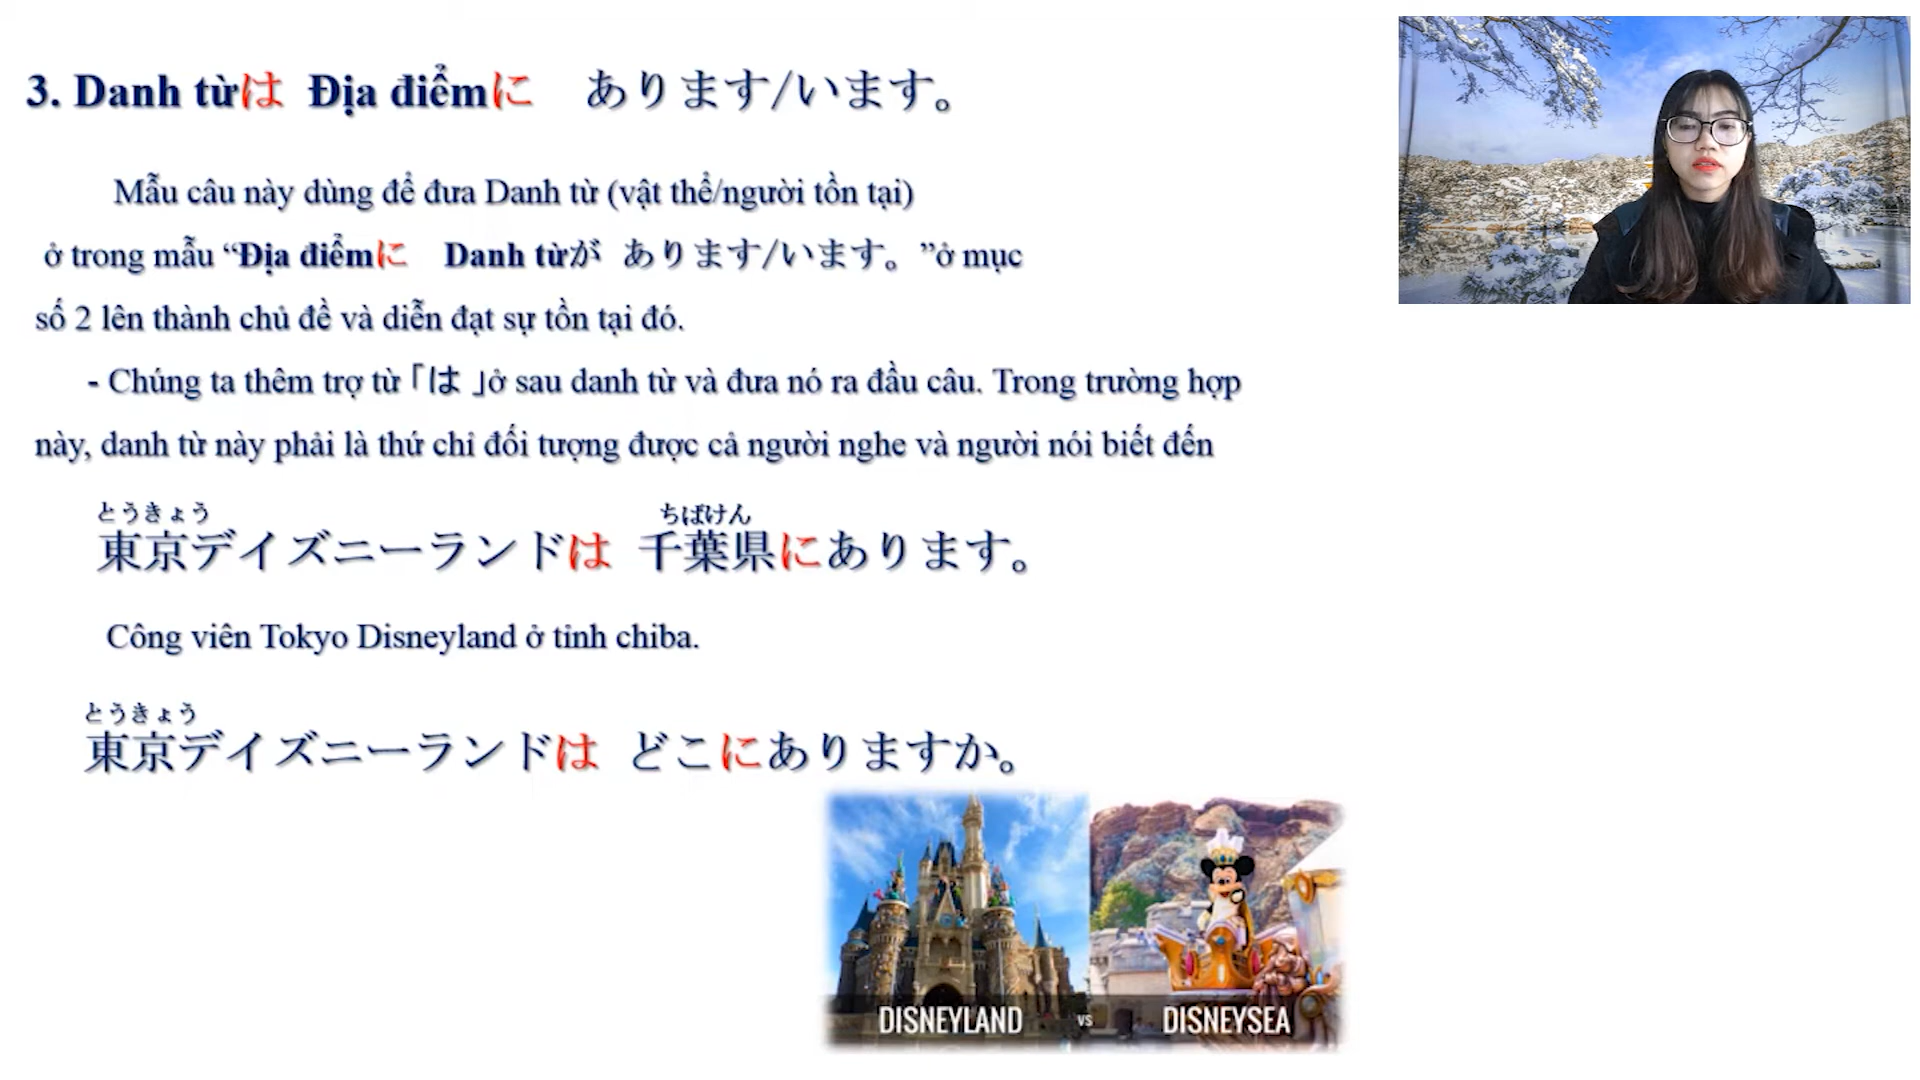 3. Danh từは Địa điểmに あります/います。
Mẫu câu này dùng để đưa Danh từ (vật thể/người tồn tại)
ở trong mẫu “Địa điểmに Danh từが あります/います。”ở mục
số 2 lên thành chủ đề và diễn đạt sự tồn tại đó.
- Chúng ta thêm trợ từ「は 」ở sau danh từ và đưa nó ra đầu câu. Trong trường hợp
này, danh từ này phải là thứ chỉ đối tượng được cả người nghe và người nói biết đến
とうきょう ちばけん
東京デイズニーランドは 千葉県にあります。
Công viên Tokyo Disneyland ở tỉnh chiba.
とうきょう
東京デイズニーランドは どこにありますか。
DISNEYLAND vs DISNEYSEA